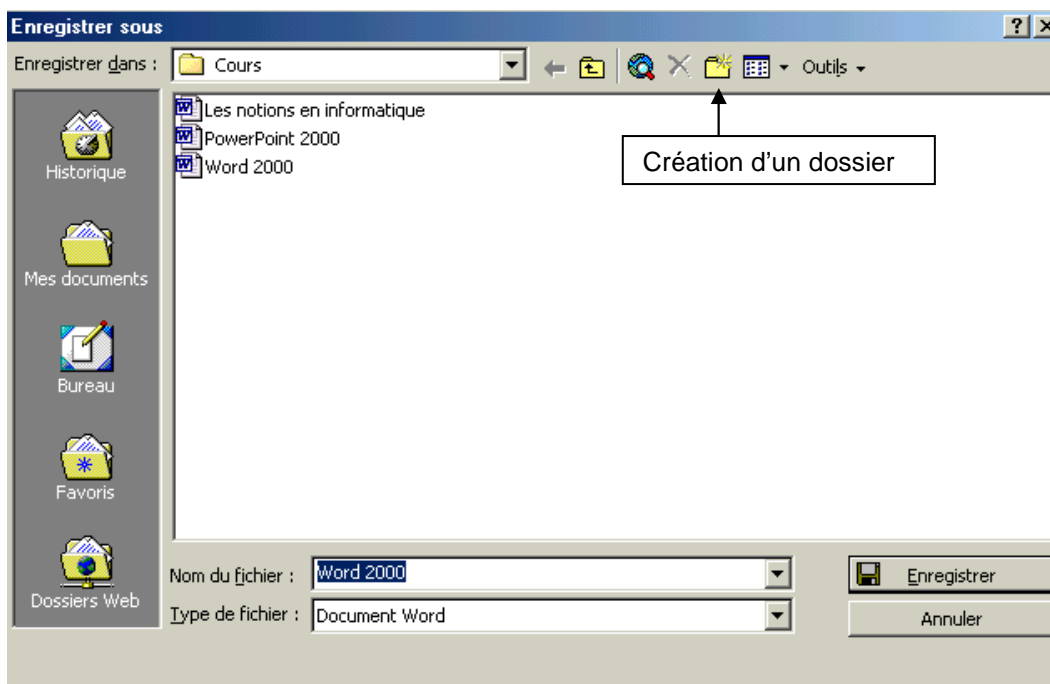 Enregistrer sous
Enregistrer dans : Cours Outils
Les notions en informatique
PowerPoint 2000
Word 2000
Création d’un dossier
Historique
Mes documents
Bureau
Favoris
Dossiers Web
Nom du fichier : Word 2000
Enregistrer
Type de fichier : Document Word
Annuler